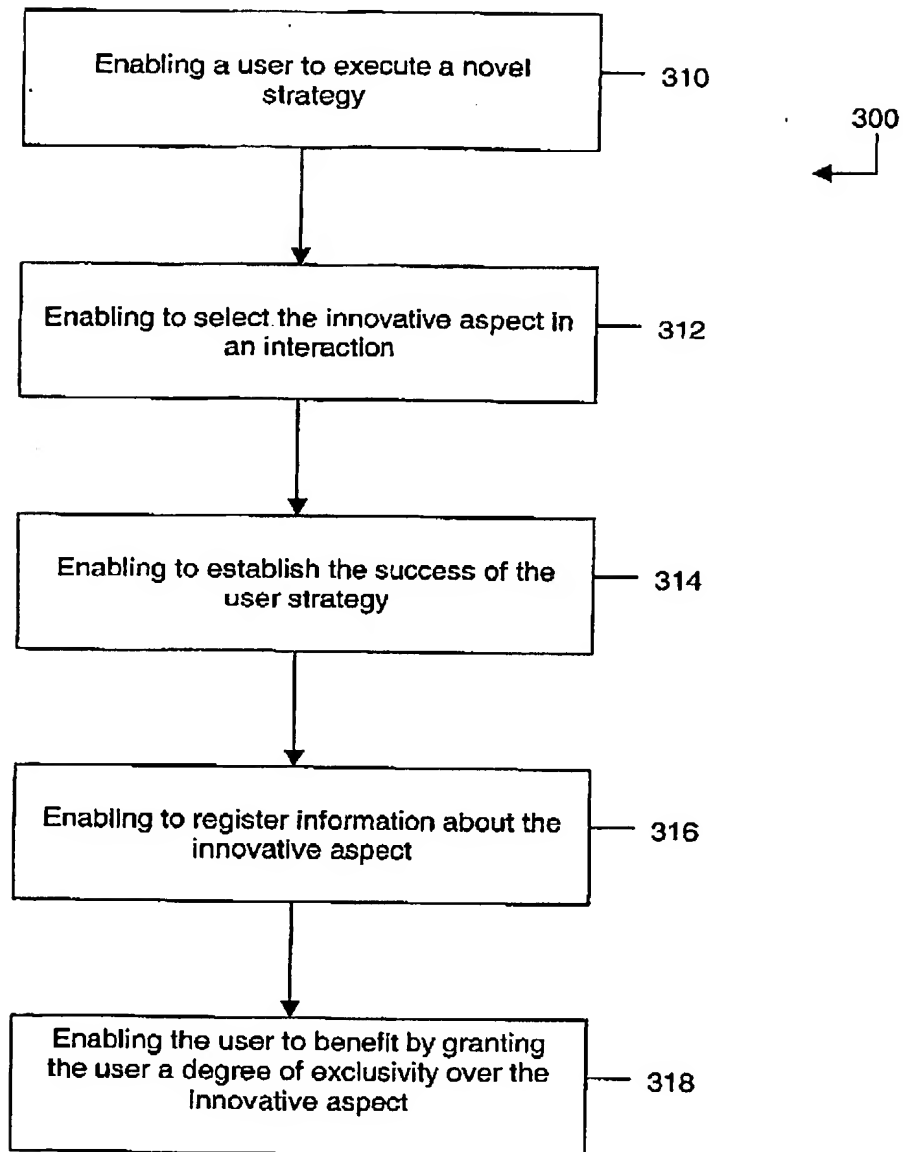 Enabling a user to execute a novel
strategy
310
300
Enabling to select the innovative aspect in
an interaction
312
Enabling to establish the success of the
user strategy
314
Enabling to register information about the
innovative aspect
316
Enabling the user to benefit by granting
the user a degree of exclusivity over the
innovative aspect
318